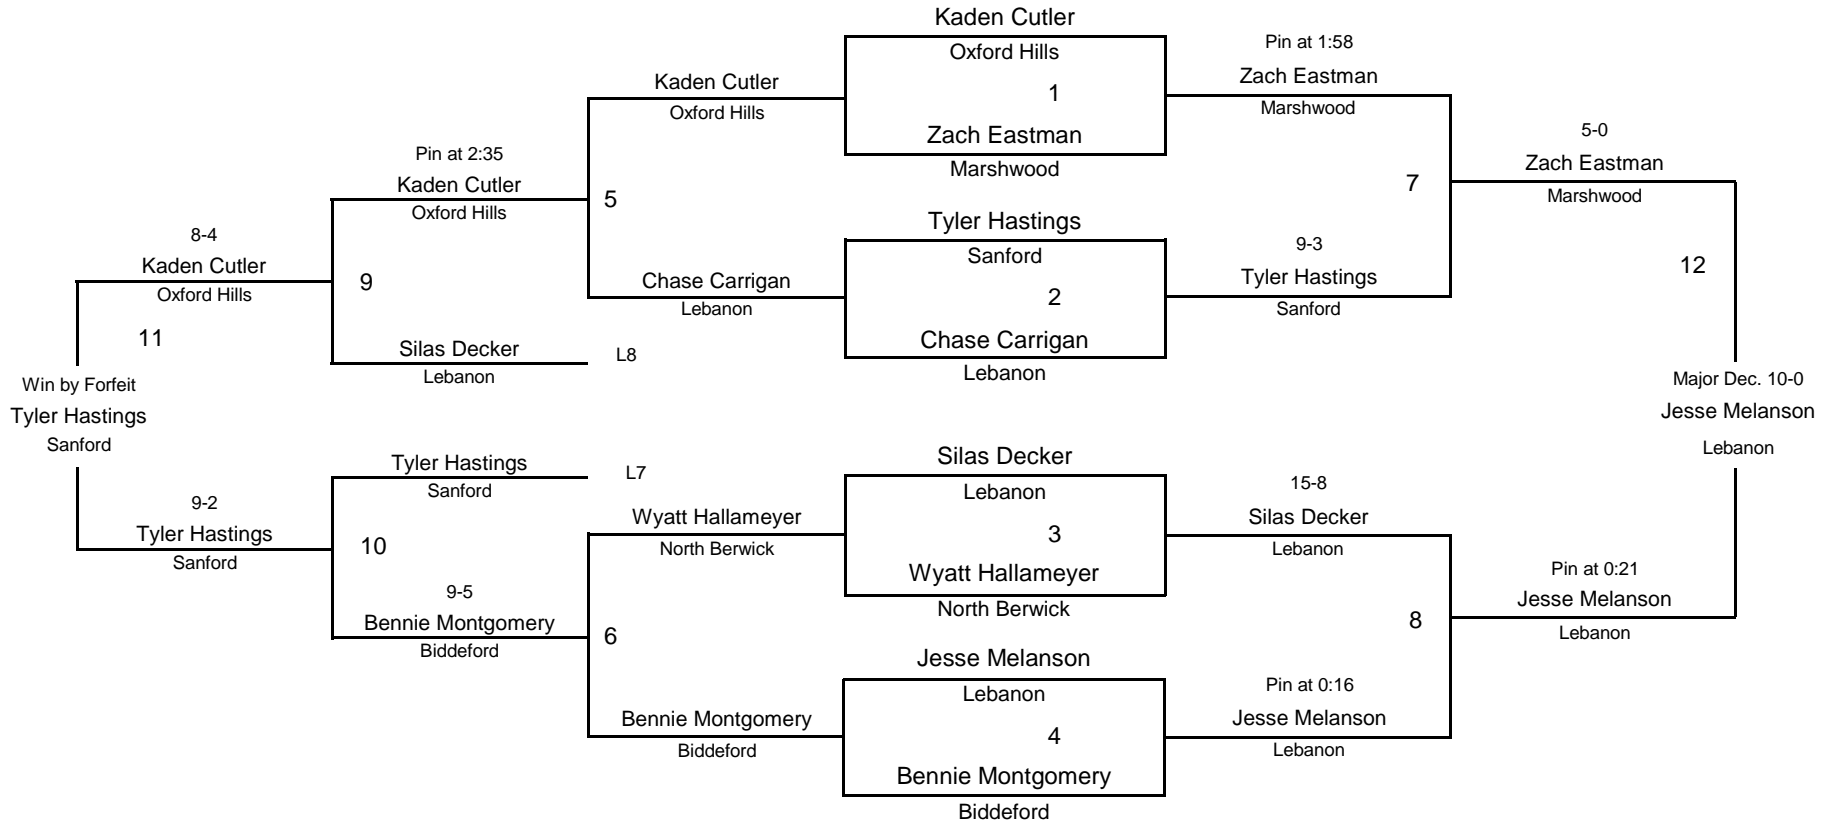 Kaden Cutler
Oxford Hills
1
Zach Eastman
Marshwood
Tyler Hastings
Sanford
2
Chase Carrigan
Lebanon
Silas Decker
Lebanon
3
Wyatt Hallameyer
North Berwick
Jesse Melanson
Lebanon
4
Bennie Montgomery
Biddeford
Pin at 1:58
Zach Eastman
Marshwood
7
9-3
Tyler Hastings
Sanford
15-8
Silas Decker
Lebanon
8
Pin at 0:16
Jesse Melanson
Lebanon
5-0
Zach Eastman
Marshwood
12
Pin at 0:21
Jesse Melanson
Lebanon
Major Dec. 10-0
Jesse Melanson
Lebanon
Kaden Cutler
Oxford Hills
5
Chase Carrigan
Lebanon
Wyatt Hallameyer
North Berwick
6
Bennie Montgomery
Biddeford
Pin at 2:35
Kaden Cutler
Oxford Hills
9
Silas Decker
L8
Lebanon
Tyler Hastings
L7
Sanford
10
9-5
Bennie Montgomery
Biddeford
8-4
Kaden Cutler
Oxford Hills
11
9-2
Tyler Hastings
Sanford
Win by Forfeit
Tyler Hastings
Sanford